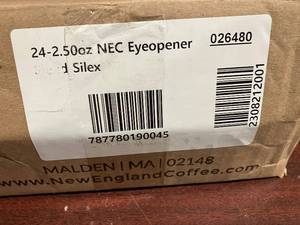 24-2.50oz NEC Eyeopener 026480
Silex
787780190045
2308212001
MALDEN | MA | 02148
www.NewEnglandCoffee.com